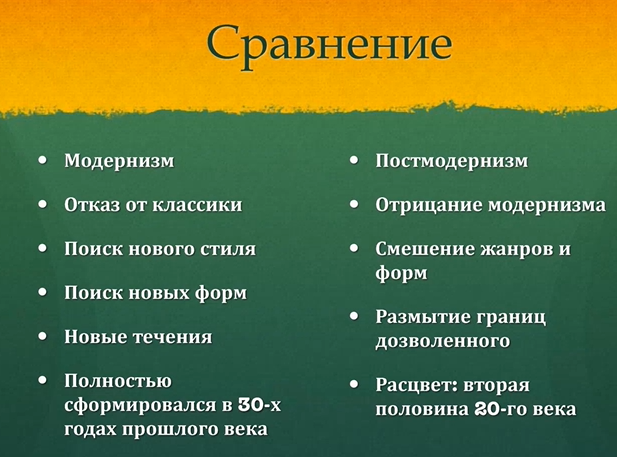 Сравнение
• Модернизм
• Отказ от классики
• Поиск нового стиля
• Поиск новых форм
• Новые течения
• Полностью
сформировался в 30-х
годах прошлого века
• Постмодернизм
• Отрицание модернизма
• Смешение жанров и
форм
• Размытие границ
дозволенного
• Расцвет: вторая
половина 20-го века